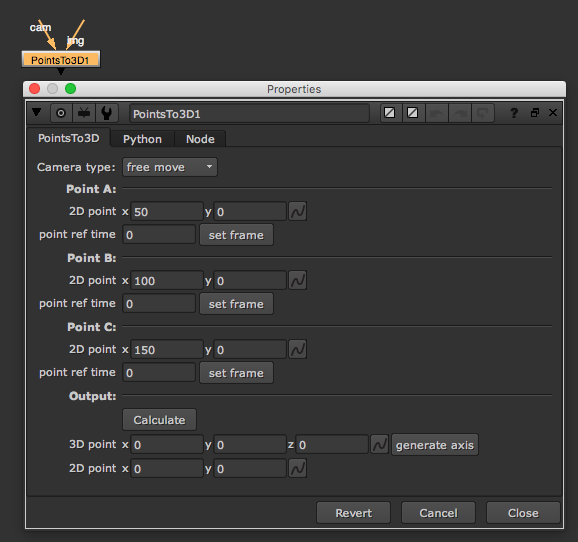 cam
img
PointsTo3D1
Properties
PointsTo3D1 ?
PointsTo3D Python Node
Camera type: free move
Point A:
2D point x 50 y 0
point ref time 0 set frame
Point B:
2D point x 100 y 0
point ref time 0 set frame
Point C:
2D point x 150 y 0
point ref time 0 set frame
Output:
Calculate
3D point x 0 y 0 z 0 generate axis
2D point x 0 y 0
Revert Cancel Close